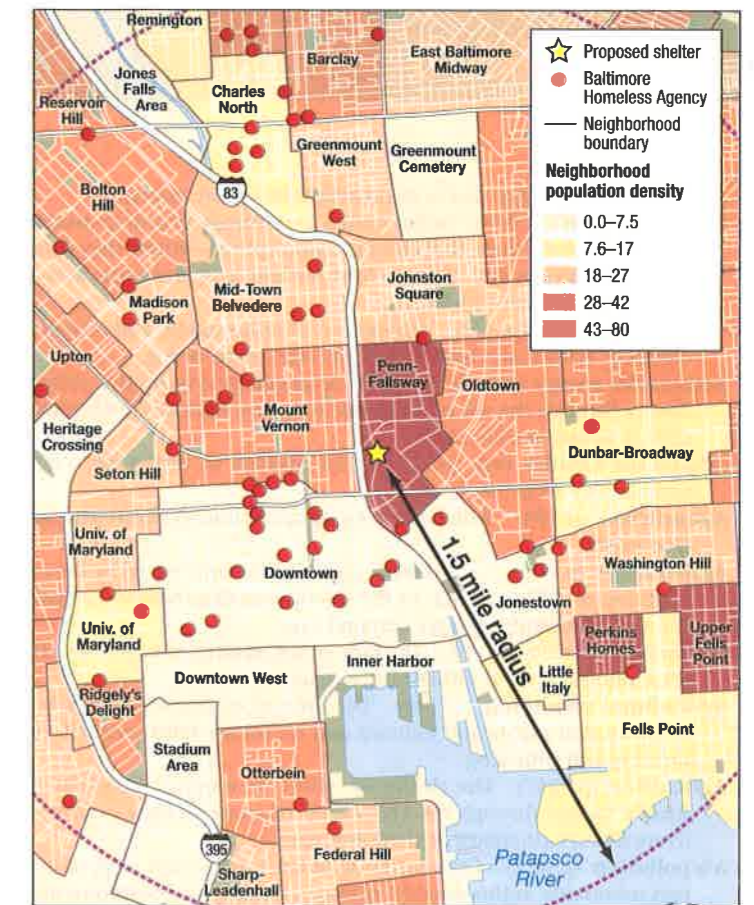 Remington
Jones
Falls
Area
Reservoir
Hill
Charles
North
Barclay
East Baltimore
Midway
Greenmount
West
Greenmount
Cemetery
83
Bolton
Hill
Mid-Town
Belvedere
Johnston
Square
Madison
Park
Upton
Penn-
Fallsway
Oldtown
Mount
Vernon
Heritage
Crossing
Seton Hill
Dunbar-Broadway
Univ. of
Maryland
Downtown
1.5 mile radius
Washington Hill
Jonestown
Univ. of
Maryland
Perkins
Homes
Upper
Fells
Point
Downtown West
Inner Harbor
Little
Italy
Ridgely's
Delight
Stadium
Area
Fells Point
Otterbein
395
Federal Hill
Sharp-
Leadenhall
Patapsco
River
Proposed shelter
Baltimore
Homeless Agency
Neighborhood
boundary
Neighborhood
population density
0.0–7.5
7.6–17
18–27
28–42
43–80